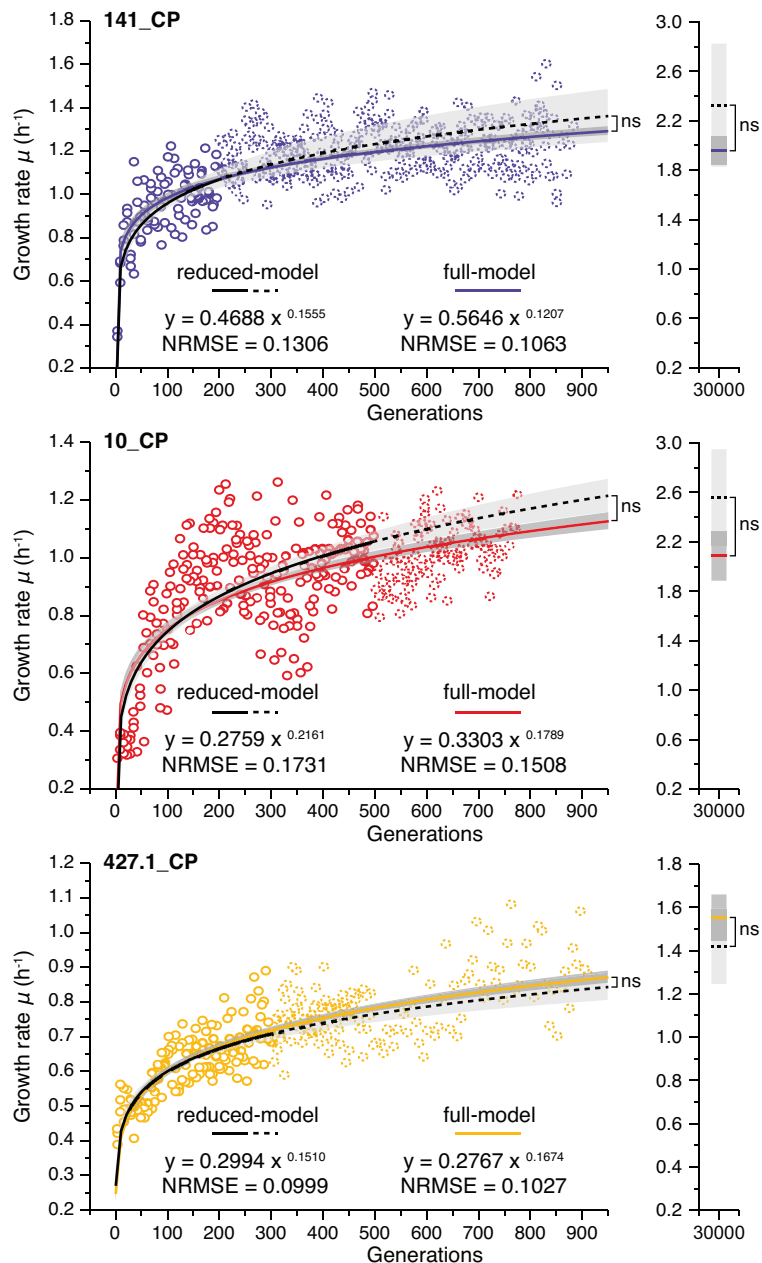 141_CP
Growth rate μ (h-1)
1.8
1.6
1.4
1.2
1.0
0.8
0.6
0.4
0.2
ns
reduced-model
full-model
y = 0.4688 x 0.1555
y = 0.5646 x 0.1207
NRMSE = 0.1306
NRMSE = 0.1063
0 100 200 300 400 500 600 700 800 900
Generations
3.0
2.6
2.2
1.8
1.4
1.0
0.6
0.2
ns
30000
10_CP
Growth rate μ (h-1)
1.4
1.2
1.0
0.8
0.6
0.4
0.2
ns
reduced-model
full-model
y = 0.2759 x 0.2161
y = 0.3303 x 0.1789
NRMSE = 0.1731
NRMSE = 0.1508
0 100 200 300 400 500 600 700 800 900
Generations
3.0
2.6
2.2
1.8
1.4
1.0
0.6
0.2
ns
30000
427.1_CP
Growth rate μ (h-1)
1.2
1.1
1.0
0.9
0.8
0.7
0.6
0.5
0.4
0.3
0.2
ns
reduced-model
full-model
y = 0.2994 x 0.1510
y = 0.2767 x 0.1674
NRMSE = 0.0999
NRMSE = 0.1027
0 100 200 300 400 500 600 700 800 900
Generations
1.8
1.6
1.4
1.2
1.0
0.8
0.6
0.4
0.2
ns
30000